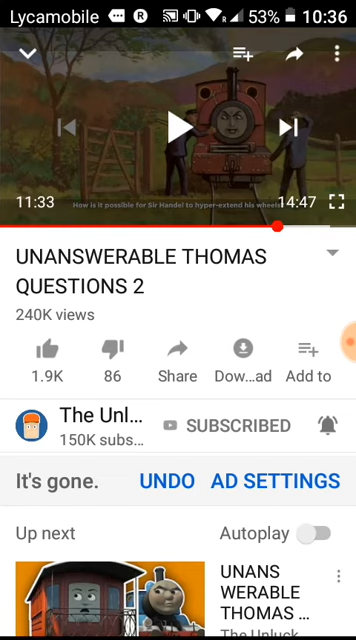 Lycamobile R R 53% 10:36
11:33 How is it possible for Sir Handel to hyper-extend his wheels 14:47
UNANSWERABLE THOMAS
QUESTIONS 2
240K views
1.9K 86 Share Dow...ad Add to
The Unl... SUBSCRIBED
150K subs...
It's gone. UNDO AD SETTINGS
Up next Autoplay
UNANS
WERABLE
THOMAS ...
The Unluck